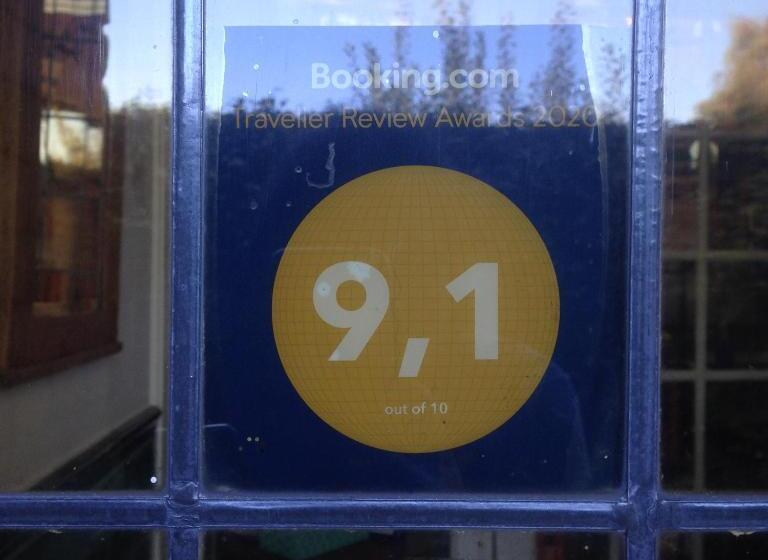 Booking.com
Traveller Review Awards 2020
9,1
out of 10